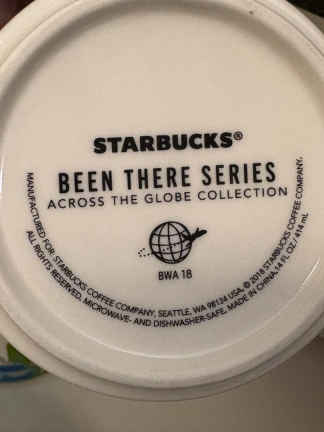 STARBUCKS®
BEEN THERE SERIES
ACROSS THE GLOBE COLLECTION
BWA 18
MANUFACTURED FOR: STARBUCKS COFFEE COMPANY, SEATTLE, WA 98134 USA. © 2018 STARBUCKS COFFEE COMPANY.
ALL RIGHTS RESERVED. MICROWAVE- AND DISHWASHER-SAFE. MADE IN CHINA·14 FL OZ / 414 mL